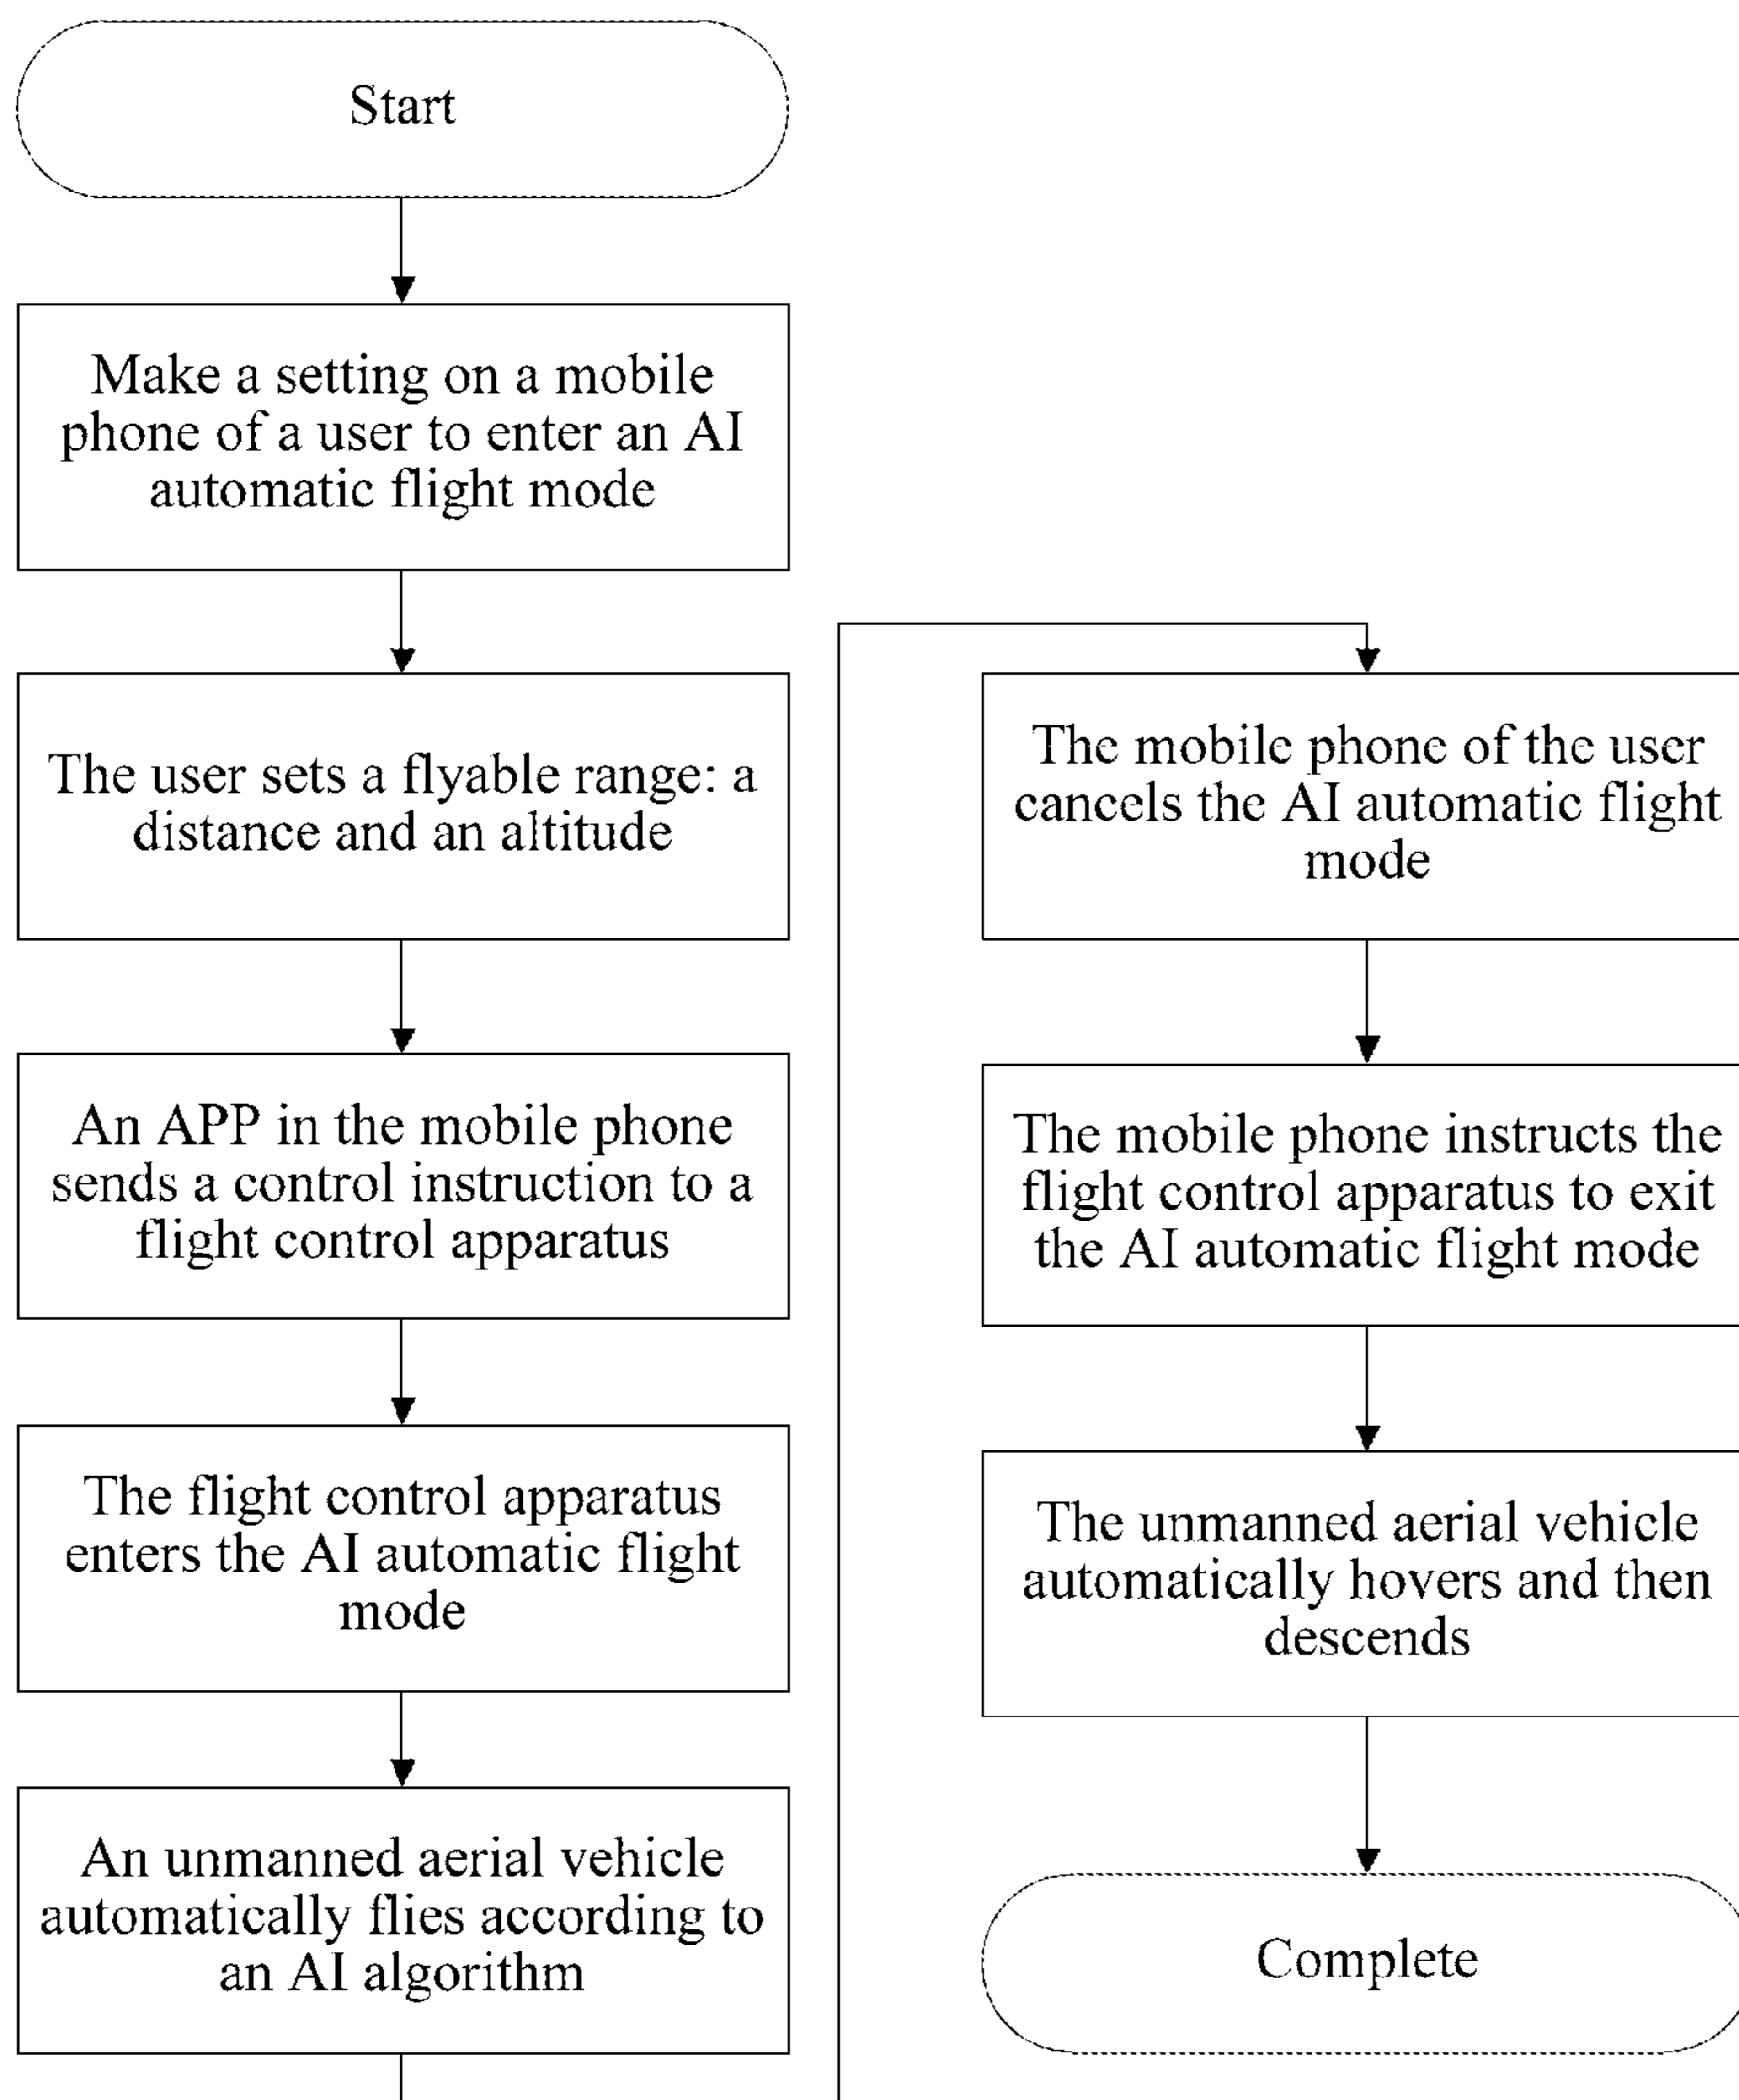 Start
Make a setting on a mobile
phone of a user to enter an AI
automatic flight mode
The user sets a flyable range: a
distance and an altitude
An APP in the mobile phone
sends a control instruction to a
flight control apparatus
The flight control apparatus
enters the AI automatic flight
mode
An unmanned aerial vehicle
automatically flies according to
an AI algorithm
The mobile phone of the user
cancels the AI automatic flight
mode
The mobile phone instructs the
flight control apparatus to exit
the AI automatic flight mode
The unmanned aerial vehicle
automatically hovers and then
descends
Complete